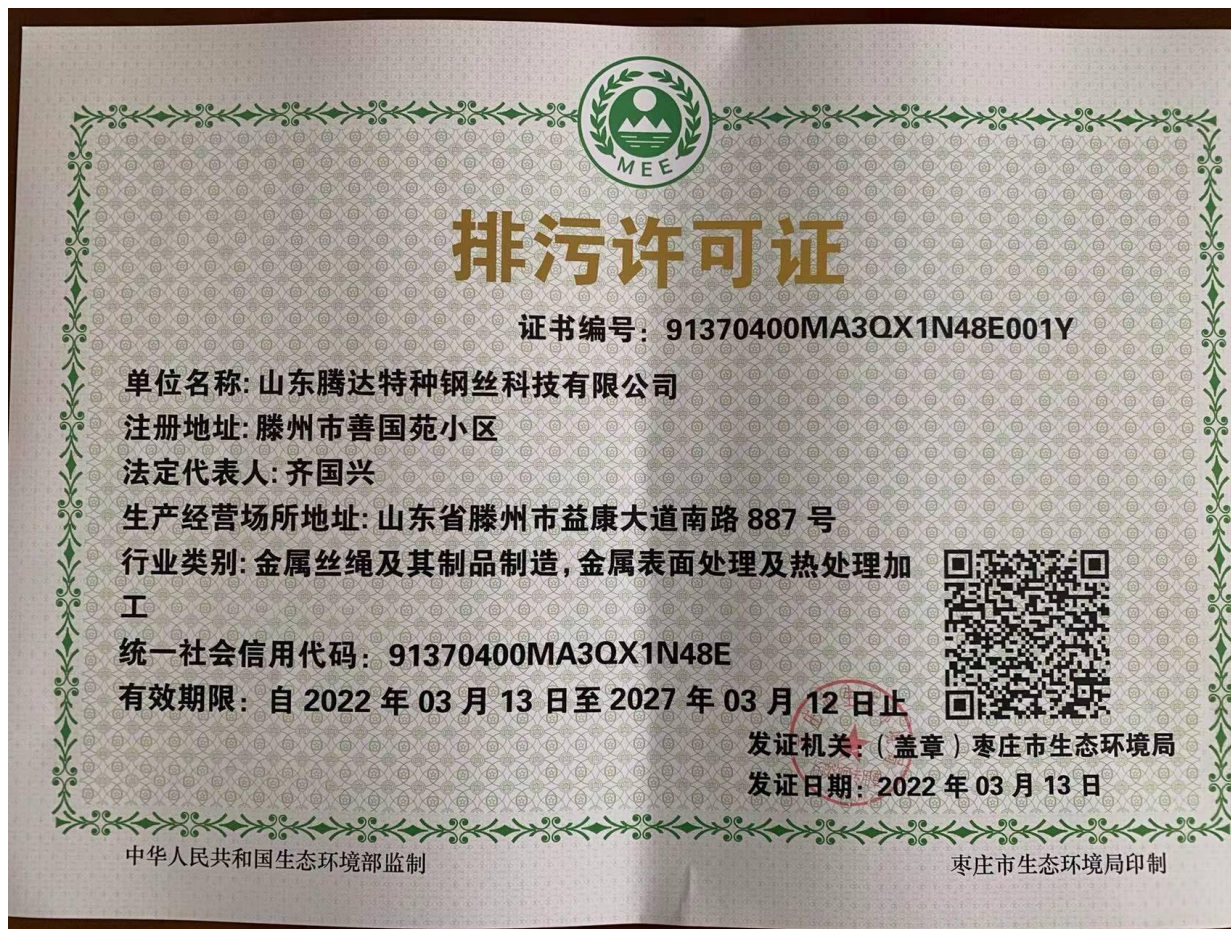 MEE
排污许可证
证书编号：91370400MA3QX1N48E001Y
单位名称:山东腾达特种钢丝科技有限公司
注册地址:滕州市善国苑小区
法定代表人:齐国兴
生产经营场所地址:山东省滕州市益康大道南路 887 号
行业类别:金属丝绳及其制品制造,金属表面处理及热处理加
工
统一社会信用代码：91370400MA3QX1N48E
有效期限：自 2022 年 03 月 13 日至 2027 年 03 月 12 日止
发证机关:（盖章）枣庄市生态环境局
发证日期：2022 年 03 月 13 日
中华人民共和国生态环境部监制
枣庄市生态环境局印制